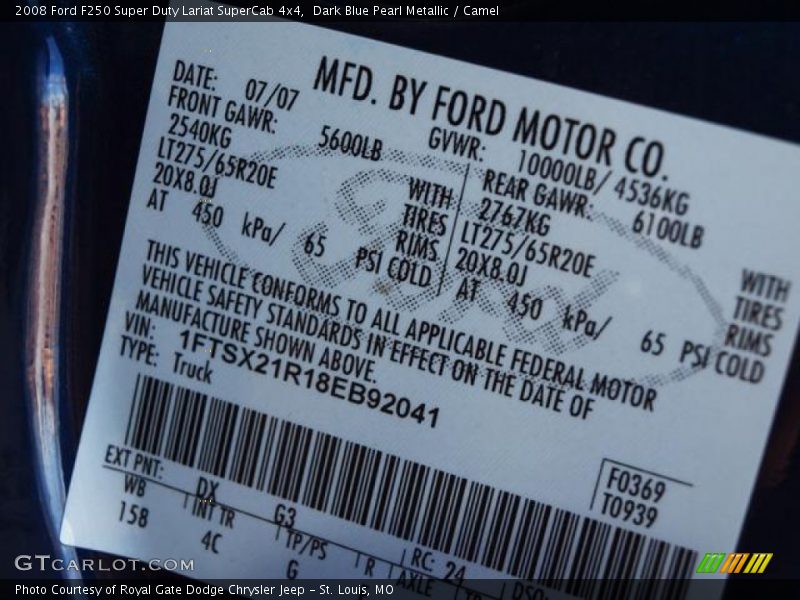 2008 Ford F250 Super Duty Lariat SuperCab 4x4, Dark Blue Pearl Metallic / Camel
MFD. BY FORD MOTOR CO.
DATE: 07/07 GVWR: 10000LB/ 4536KG
FRONT GAWR: 5600LB REAR GAWR: 6100LB
2540KG WITH 2767KG WITH
LT275/65R20E TIRES LT275/65R20E TIRES
20X8.0J RIMS 20X8.0J RIMS
AT 450 kPa/ 65 PSI COLD AT 450 kPa/ 65 PSI COLD
THIS VEHICLE CONFORMS TO ALL APPLICABLE FEDERAL MOTOR
VEHICLE SAFETY STANDARDS IN EFFECT ON THE DATE OF
MANUFACTURE SHOWN ABOVE.
VIN: 1FTSX21R18EB92041
TYPE: Truck
F0369
T0939
EXT PNT: DX G3 RC: 24 DSO:
WB INT TR TP/PS R AXLE
158 4C G
Ford
GTCARLOT.COM
Photo Courtesy of Royal Gate Dodge Chrysler Jeep – St. Louis, MO